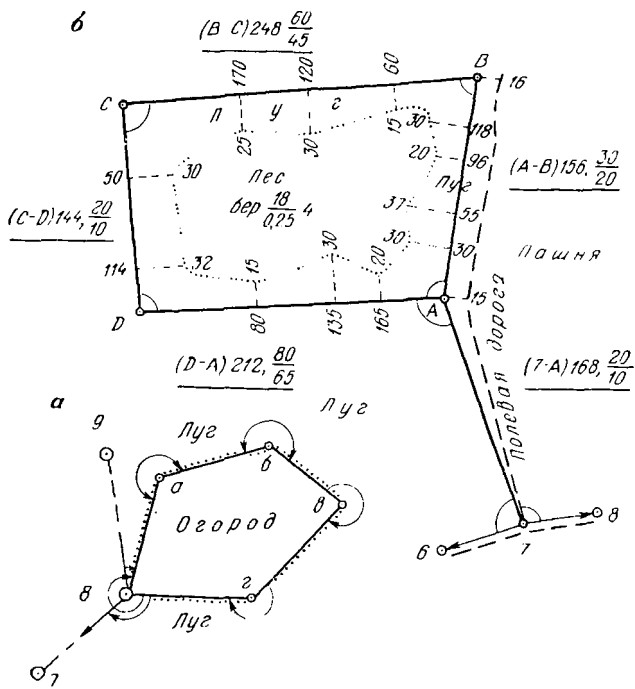 б
(В С)248 60/45
170
120
60
В
16
С
П У г
25
30
15
30
118
20
96
Луг
(А-В)156, 30/20
50
30
Лес
бер 18/0,25 4
37
55
(С-D)144, 20/10
30
30
Пашня
114
32
15
30
20
D
80
135
165
А
15
Полевая дорога
(D-А)212, 80/65
(7-А)168, 20/10
а
Луг
9
Луг
а
б
в
Огород
8
г
Луг
7
6
7
8